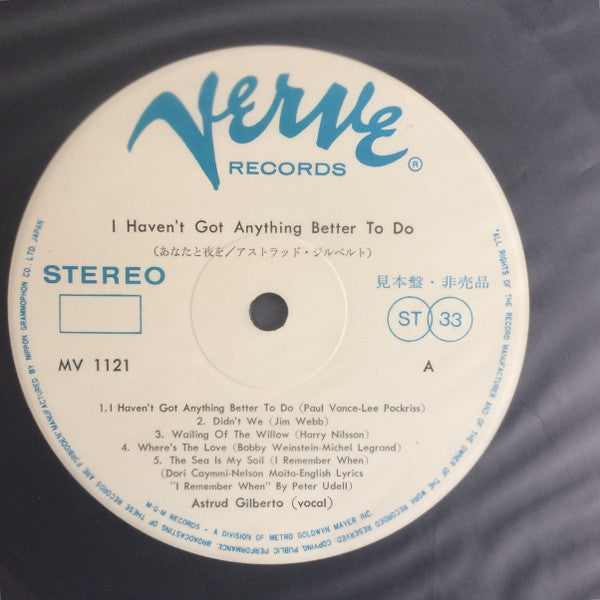 VERVE
RECORDS ®
I Haven't Got Anything Better To Do
(あなたと夜を/アストラッド・ジルベルト)
STEREO
見本盤・非売品
ST 33
MV 1121
A
1. I Haven't Got Anything Better To Do (Paul Vance-Lee Pockriss)
2. Didn't We (Jim Webb)
3. Wailing Of The Willow (Harry Nilsson)
4. Where's The Love (Bobby Weinstein-Michel Legrand)
5. The Sea Is My Soil (I Remember When)
(Dori Caymmi-Nelson Moita-English Lyrics
"I Remember When" By Peter Udell)
Astrud Gilberto (vocal)
M-G-M RECORDS - A DIVISION OF METRO GOLDWYN MAYER INC.
"ALL RIGHTS OF THE RECORD MANUFACTURER AND OF THE OWNER OF THE WORK RECORDED RESERVED. COPYING, PUBLIC PERFORMANCE, BROADCASTING OF THESE RECORDS ARE FORBIDDEN" MANUFACTURED BY NIPPON GRAMMOPHON CO. LTD. JAPAN